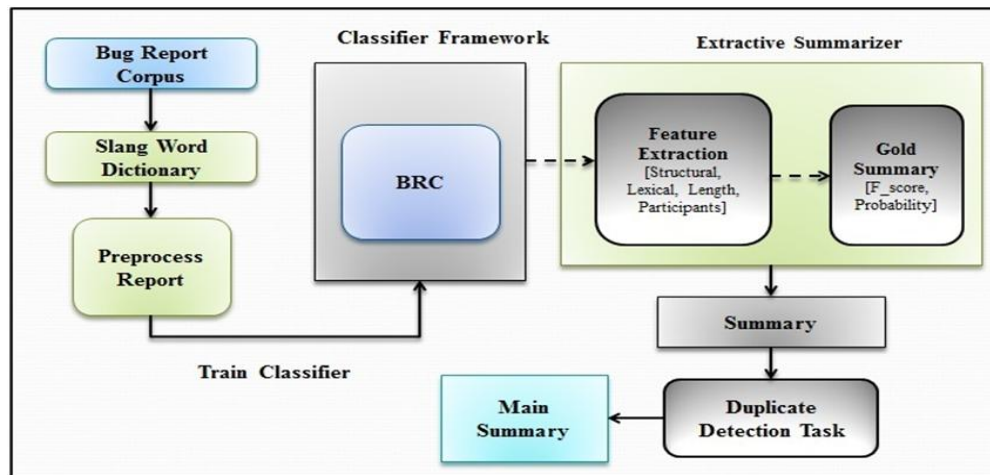 Bug Report
Corpus
Slang Word
Dictionary
Preprocess
Report
Train Classifier
Classifier Framework
BRC
Extractive Summarizer
Feature
Extraction
[Structural,
Lexical, Length,
Participants]
Gold
Summary
[F_score,
Probability]
Summary
Duplicate
Detection Task
Main
Summary